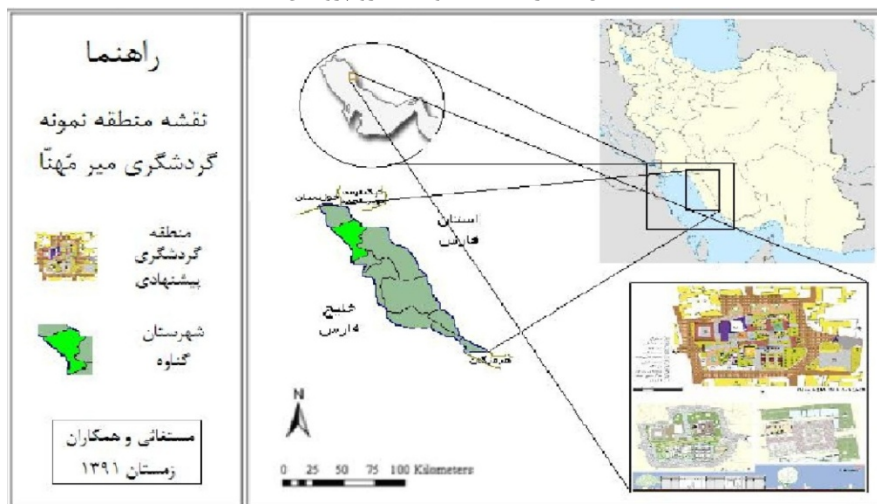 راهنما
نقشه منطقه نمونه
گردشگری میر مُهنّا
منطقه
گردشگری
پیشنهادی
شهرستان
گناوه
مستغاثی و همکاران
زمستان ۱۳۹۱
استان
فارس
خلیج
فارس
N
0 25 50 75 100 Kilometers